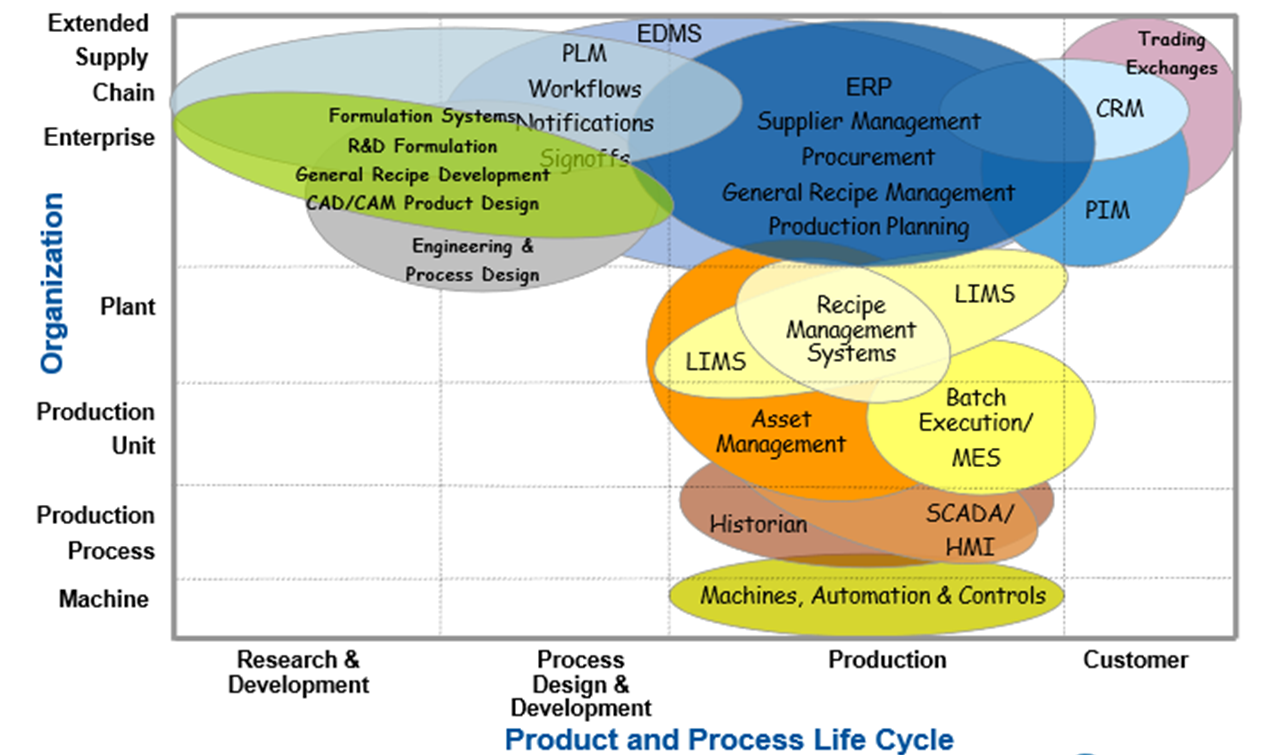 Extended
Supply
Chain
Enterprise
Organization
Plant
Production
Unit
Production
Process
Machine
EDMS
PLM
Workflows
Notifications
Signoffs
Formulation Systems
R&D Formulation
General Recipe Development
CAD/CAM Product Design
Engineering &
Process Design
ERP
Supplier Management
Procurement
General Recipe Management
Production Planning
Trading
Exchanges
CRM
PIM
LIMS
Recipe
Management
Systems
LIMS
Asset
Management
Batch
Execution/
MES
Historian
SCADA/
HMI
Machines, Automation & Controls
Research &
Development
Process
Design &
Development
Production
Customer
Product and Process Life Cycle